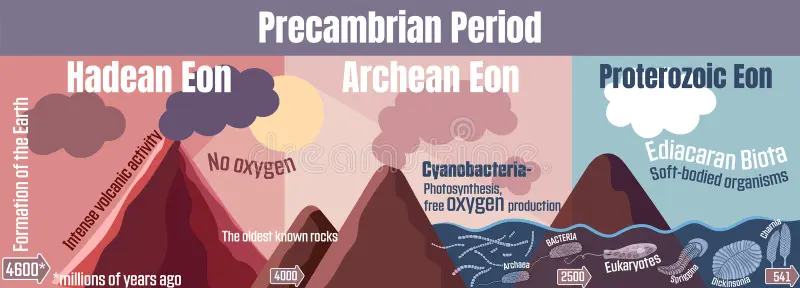 Precambrian Period
Hadean Eon
Archean Eon
Proterozoic Eon
Formation of the Earth
Intense volcanic activity
No oxygen
The oldest known rocks
Cyanobacteria-
Photosynthesis,
free oxygen production
Ediacaran Biota
Soft-bodied organisms
Archaea
BACTERIA
Eukaryotes
Spriggina
Dickinsonia
Charnia
4600*
*millions of years ago
4000
2500
541
dreamstime